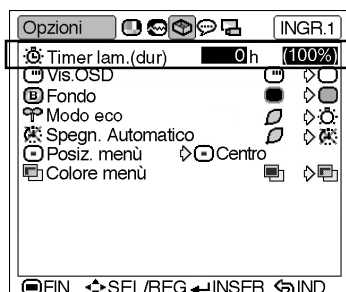 Opzioni INGR.1
Timer lam.(dur) 0 h (100%)
Vis.OSD
B Fondo
Modo eco
Spegn. Automatico
Posiz. menù Centro
Colore menù
FIN. SEL/REG INSER IND.